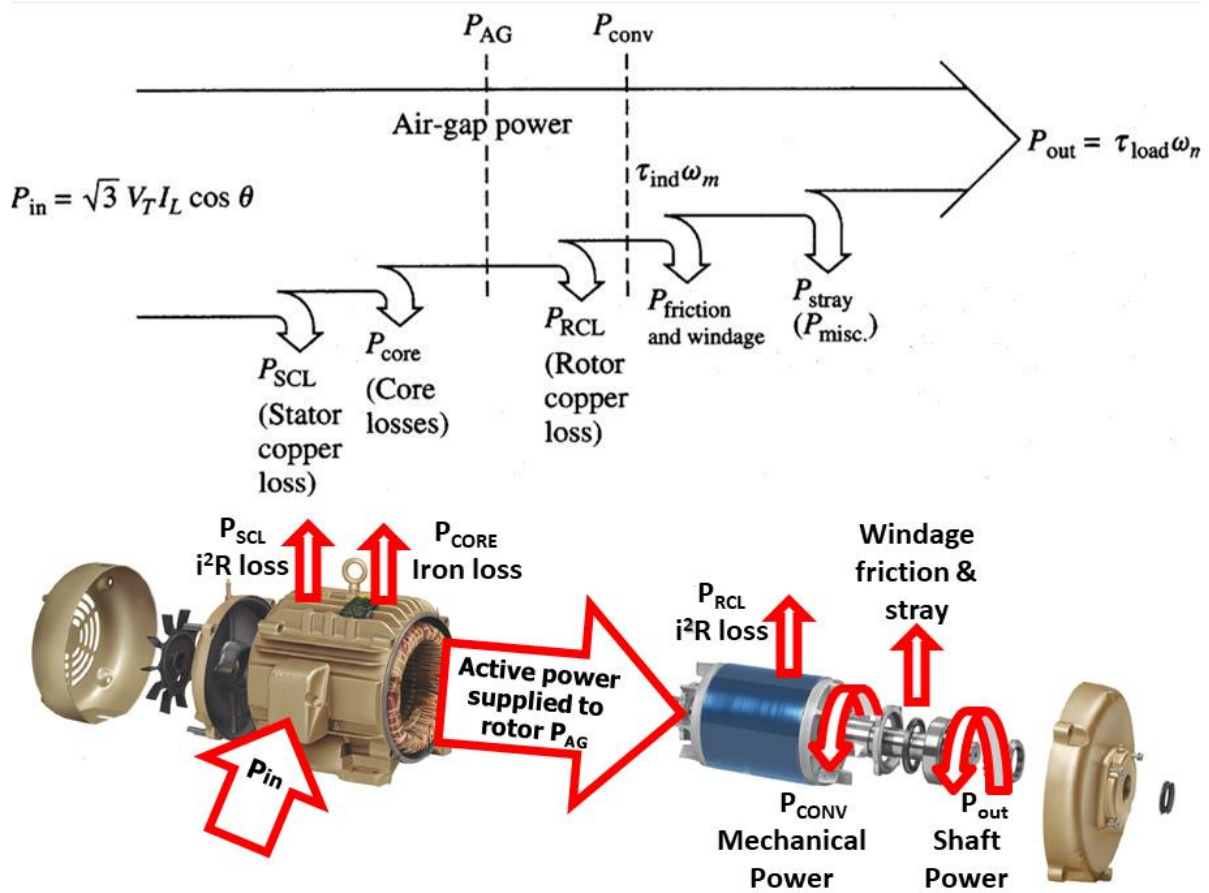 P_AG P_conv
Air-gap power
P_out = τ_load ω_n
τ_ind ω_m
P_in = √3 V_T I_L cos θ
P_SCL
(Stator
copper
loss)
P_core
(Core
losses)
P_RCL
(Rotor
copper
loss)
P_friction
and windage
P_stray
(P_misc.)
P_SCL
i²R loss
P_CORE
Iron loss
P_RCL
i²R loss
Windage
friction &
stray
Active power
supplied to
rotor P_AG
Pin
P_CONV
Mechanical
Power
P_out
Shaft
Power